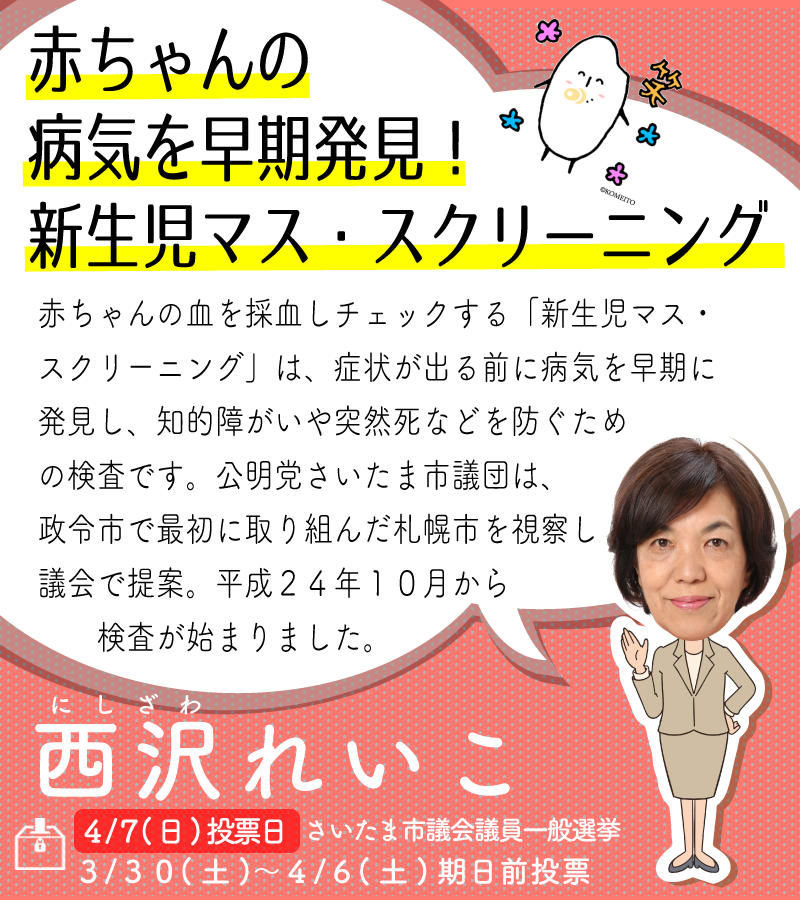 赤ちゃんの
病気を早期発見！
新生児マス・スクリーニング
©KOMEITO
赤ちゃんの血を採血しチェックする「新生児マス・
スクリーニング」は、症状が出る前に病気を早期に
発見し、知的障がいや突然死などを防ぐため
の検査です。公明党さいたま市議団は、
政令市で最初に取り組んだ札幌市を視察し
議会で提案。平成２４年１０月から
検査が始まりました。
にしざわ
西沢れいこ
4/7(日)投票日 さいたま市議会議員一般選挙
3/30(土)～4/6(土)期日前投票